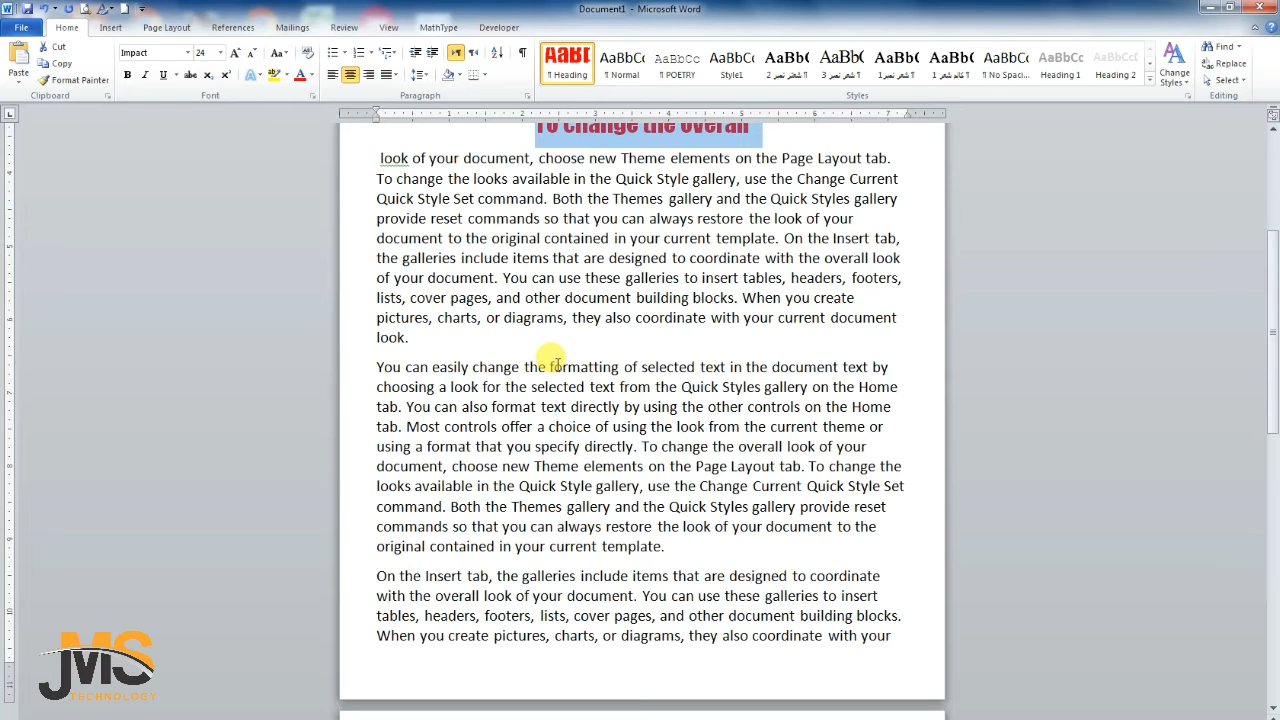 Document1 - Microsoft Word
File Home Insert Page Layout References Mailings Review View MathType Developer
Paste
Cut
Copy
Format Painter
Clipboard
Impact 24
Font
Paragraph
¶ Heading
AaBbCc ¶ Normal
AaBbCc ¶ POETRY
AaBbCc Style1
AaBbCc
AaBbC
AaBbCc
AaBbCc
AaBbCc ¶ No Spaci...
AaBbCc Heading 1
AaBbCc Heading 2
Change Styles
Styles
Find
Replace
Select
Editing
To change the overall
look of your document, choose new Theme elements on the Page Layout tab.
To change the looks available in the Quick Style gallery, use the Change Current
Quick Style Set command. Both the Themes gallery and the Quick Styles gallery
provide reset commands so that you can always restore the look of your
document to the original contained in your current template. On the Insert tab,
the galleries include items that are designed to coordinate with the overall look
of your document. You can use these galleries to insert tables, headers, footers,
lists, cover pages, and other document building blocks. When you create
pictures, charts, or diagrams, they also coordinate with your current document
look.
You can easily change the formatting of selected text in the document text by
choosing a look for the selected text from the Quick Styles gallery on the Home
tab. You can also format text directly by using the other controls on the Home
tab. Most controls offer a choice of using the look from the current theme or
using a format that you specify directly. To change the overall look of your
document, choose new Theme elements on the Page Layout tab. To change the
looks available in the Quick Style gallery, use the Change Current Quick Style Set
command. Both the Themes gallery and the Quick Styles gallery provide reset
commands so that you can always restore the look of your document to the
original contained in your current template.
On the Insert tab, the galleries include items that are designed to coordinate
with the overall look of your document. You can use these galleries to insert
tables, headers, footers, lists, cover pages, and other document building blocks.
When you create pictures, charts, or diagrams, they also coordinate with your
JMS
TECHNOLOGY